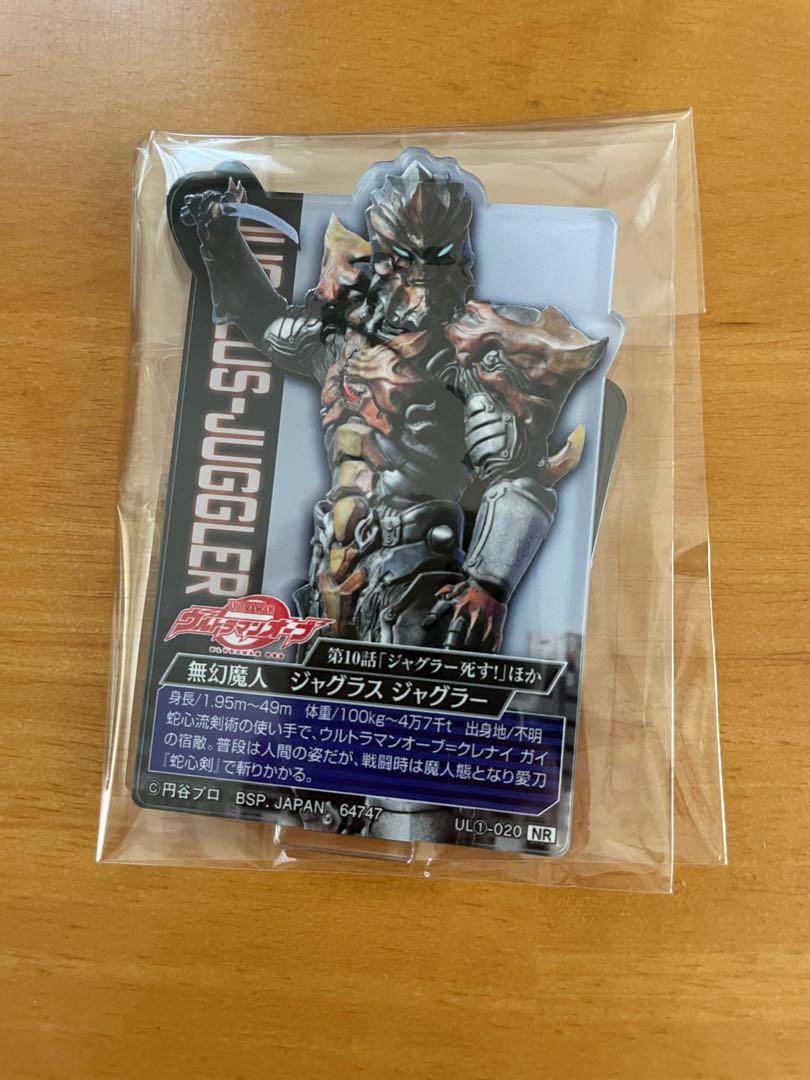 JUGGLUS-JUGGLER
ULTRAMAN
ウルトラマンオーブ
ULTRAMAN ORB
第10話「ジャグラー死す!」ほか
無幻魔人 ジャグラス ジャグラー
身長/1.95m〜49m 体重/100kg〜4万7千t 出身地/不明
蛇心流剣術の使い手で、ウルトラマンオーブ=クレナイ ガイ
の宿敵。普段は人間の姿だが、戦闘時は魔人態となり愛刀
『蛇心剣』で斬りかかる。
©円谷プロ BSP. JAPAN 64747
UL①-020 NR